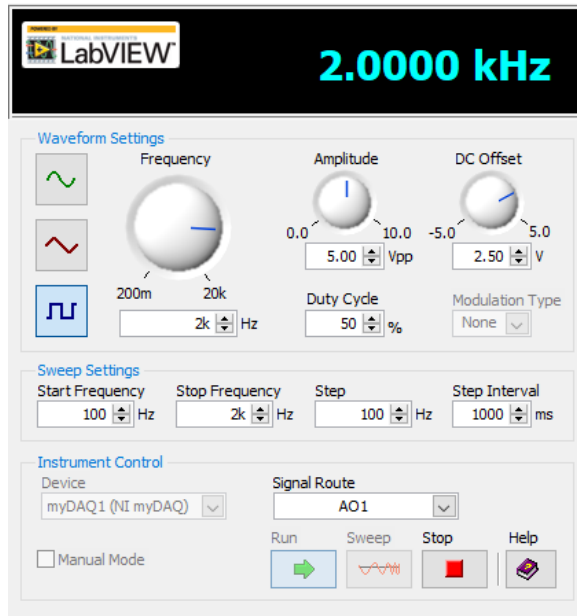 POWERED BY
NATIONAL INSTRUMENTS
LabVIEW™
2.0000 kHz
Waveform Settings
Frequency
Amplitude
DC Offset
0.0
10.0
-5.0
5.0
5.00 Vpp
2.50 V
200m
20k
Duty Cycle
Modulation Type
2k Hz
50 %
None
Sweep Settings
Start Frequency
Stop Frequency
Step
Step Interval
100 Hz
2k Hz
100 Hz
1000 ms
Instrument Control
Device
Signal Route
myDAQ1 (NI myDAQ)
AO1
Run
Sweep
Stop
Help
Manual Mode